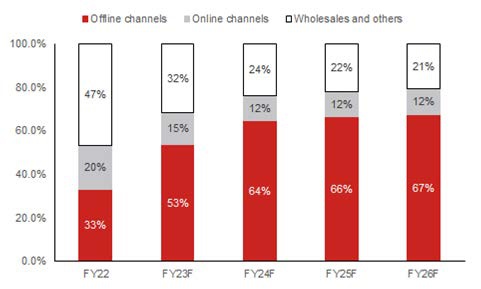 Offline channels Online channels Wholesales and others
100.0%
80.0%
60.0%
40.0%
20.0%
0.0%
47% 32% 24% 22% 21%
20% 15% 12% 12% 12%
33% 53% 64% 66% 67%
FY22 FY23F FY24F FY25F FY26F